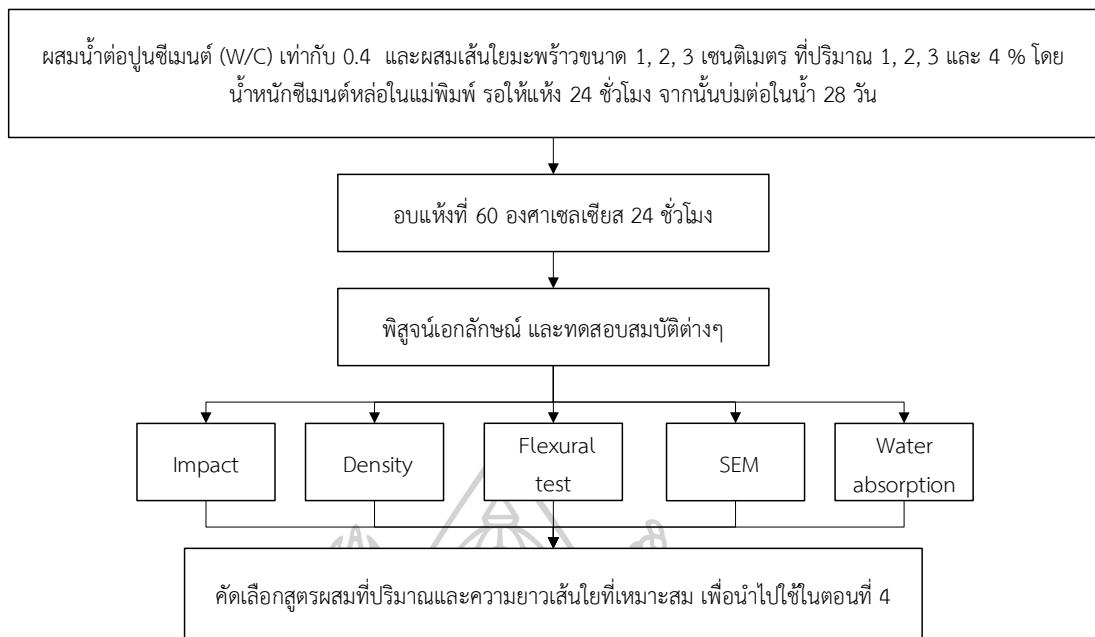 ผสมน้ำต่อปูนซีเมนต์ (W/C) เท่ากับ 0.4 และผสมเส้นใยมะพร้าวขนาด 1, 2, 3 เซนติเมตร ที่ปริมาณ 1, 2, 3 และ 4 % โดย
น้ำหนักซีเมนต์หล่อในแม่พิมพ์ รอให้แห้ง 24 ชั่วโมง จากนั้นบ่มต่อในน้ำ 28 วัน
อบแห้งที่ 60 องศาเซลเซียส 24 ชั่วโมง
พิสูจน์เอกลักษณ์ และทดสอบสมบัติต่างๆ
Impact
Density
Flexural
test
SEM
Water
absorption
คัดเลือกสูตรผสมที่ปริมาณและความยาวเส้นใยที่เหมาะสม เพื่อนำไปใช้ในตอนที่ 4